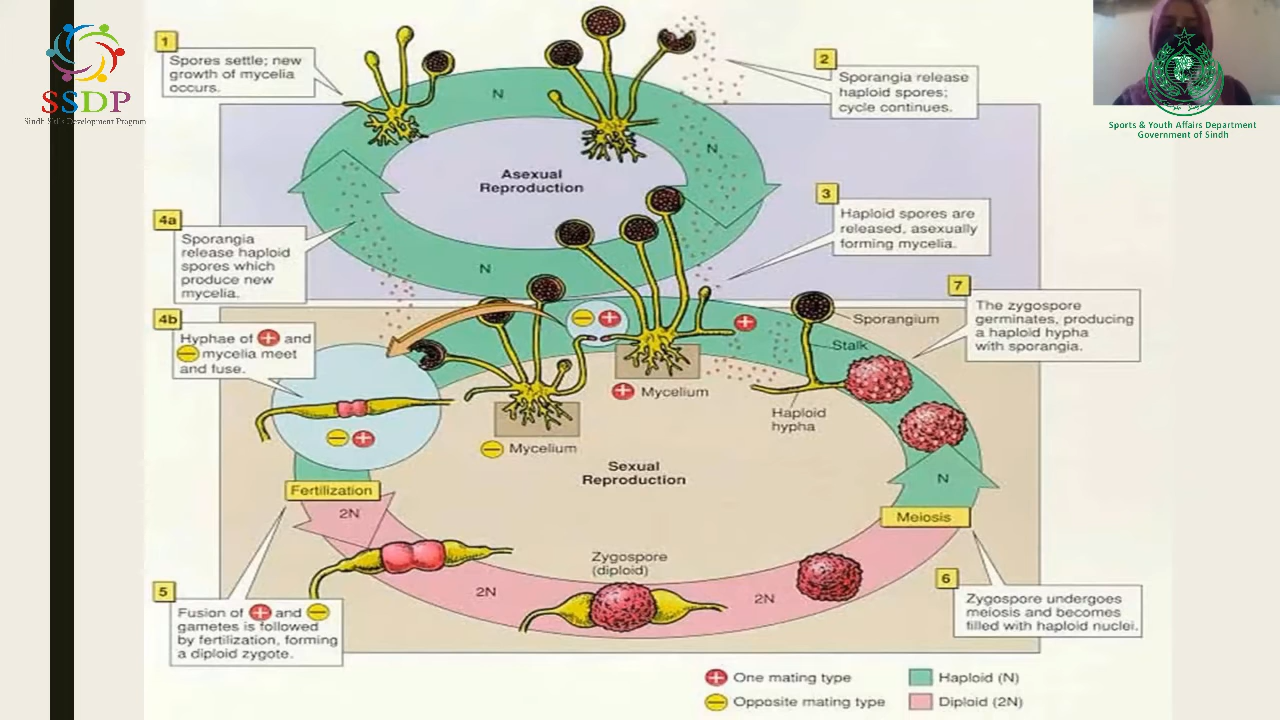 SSDP
Sindh Skills Development Program
Sports & Youth Affairs Department
Government of Sindh
1
Spores settle; new
growth of mycelia
occurs.
2
Sporangia release
haploid spores;
cycle continues.
N
N
Asexual
Reproduction
3
Haploid spores are
released, asexually
forming mycelia.
4a
Sporangia
release haploid
spores which
produce new
mycelia.
N
4b
Hyphae of + and
− mycelia meet
and fuse.
7
The zygospore
germinates, producing
a haploid hypha
with sporangia.
− +
+
Sporangium
Stalk
+ Mycelium
Haploid
hypha
− +
− Mycelium
Sexual
Reproduction
N
Fertilization
2N
Meiosis
Zygospore
(diploid)
2N
2N
5
Fusion of + and −
gametes is followed
by fertilization, forming
a diploid zygote.
6
Zygospore undergoes
meiosis and becomes
filled with haploid nuclei.
+ One mating type
− Opposite mating type
Haploid (N)
Diploid (2N)